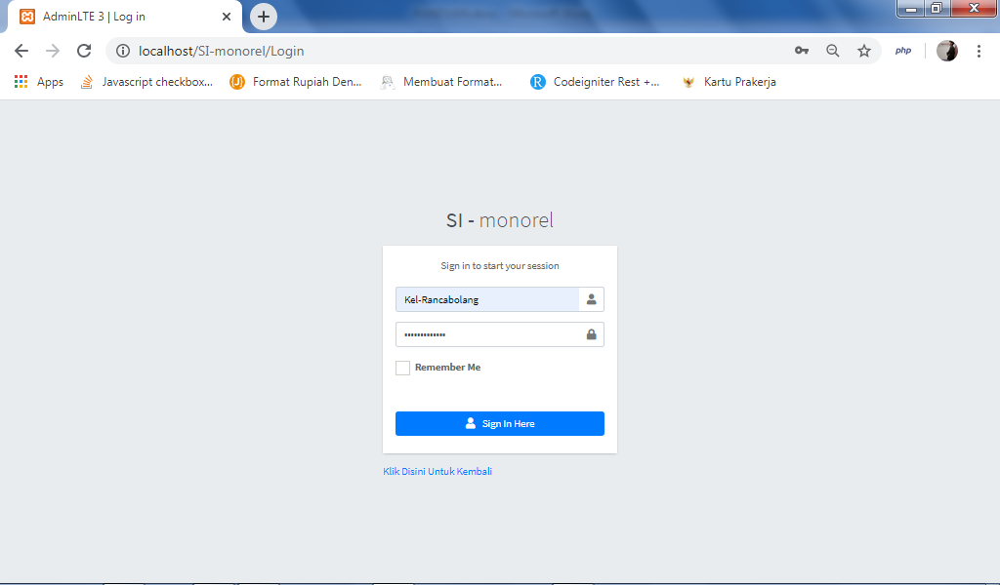 AdminLTE 3 | Log in
localhost/SI-monorel/Login
php
Apps
Javascript checkbox...
Format Rupiah Den...
Membuat Format...
R
Codeigniter Rest +...
Kartu Prakerja
SI - monorel
Sign in to start your session
Kel-Rancabolang
Remember Me
Sign In Here
Klik Disini Untuk Kembali